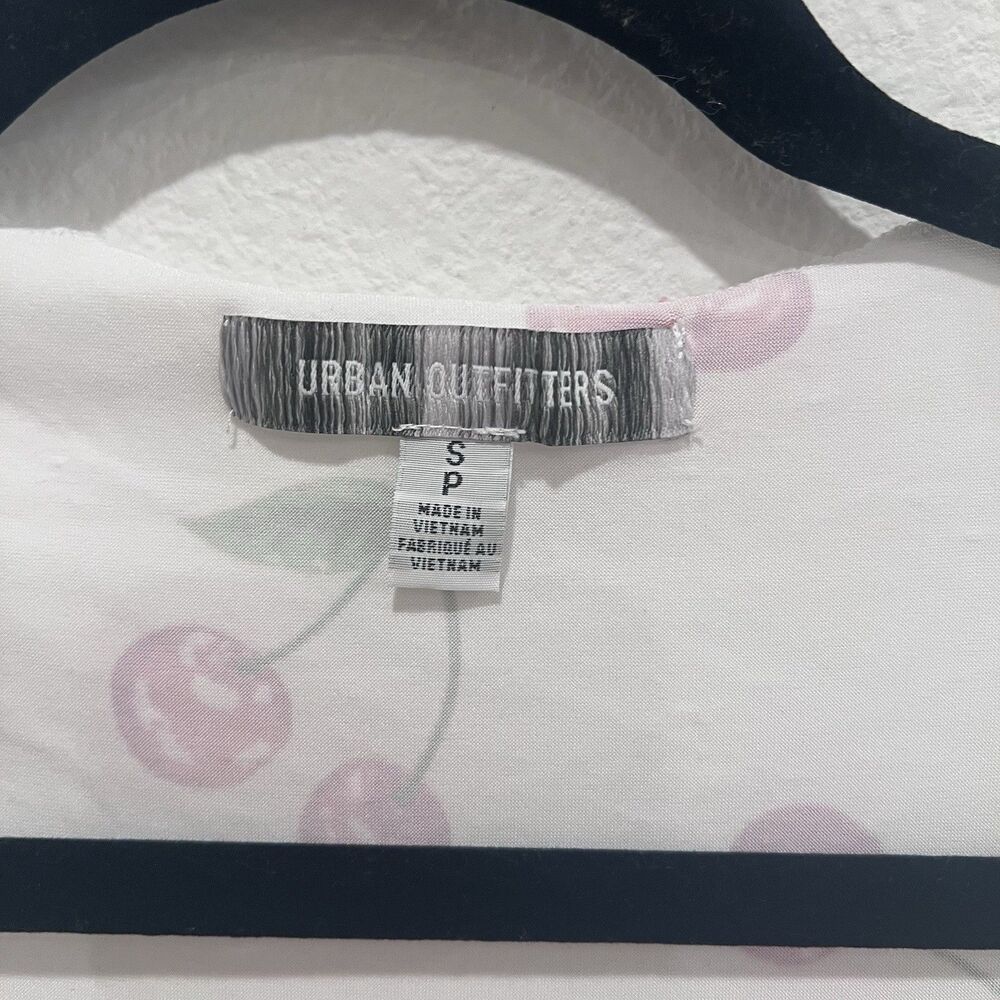 URBAN OUTFITTERS
S
P
MADE IN
VIETNAM
FABRIQUÉ AU
VIETNAM